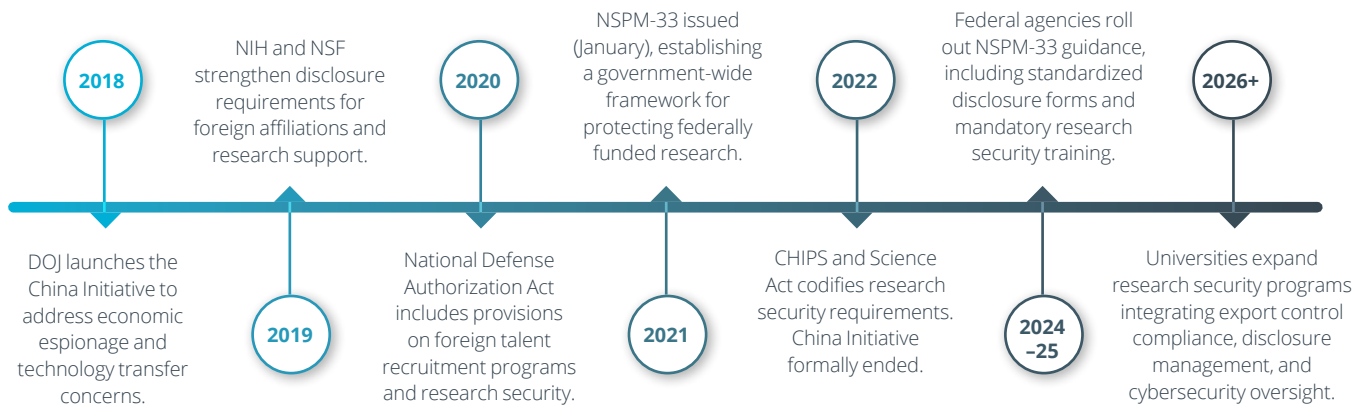 2018
DOJ launches the
China Initiative to
address economic
espionage and
technology transfer
concerns.
NIH and NSF
strengthen disclosure
requirements for
foreign affiliations and
research support.
2019
2020
National Defense
Authorization Act
includes provisions
on foreign talent
recruitment programs
and research security.
NSPM-33 issued
(January), establishing
a government-wide
framework for
protecting federally
funded research.
2021
2022
CHIPS and Science
Act codifies research
security requirements.
China Initiative
formally ended.
Federal agencies roll
out NSPM-33 guidance,
including standardized
disclosure forms and
mandatory research
security training.
2024
–25
2026+
Universities expand
research security programs
integrating export control
compliance, disclosure
management, and
cybersecurity oversight.